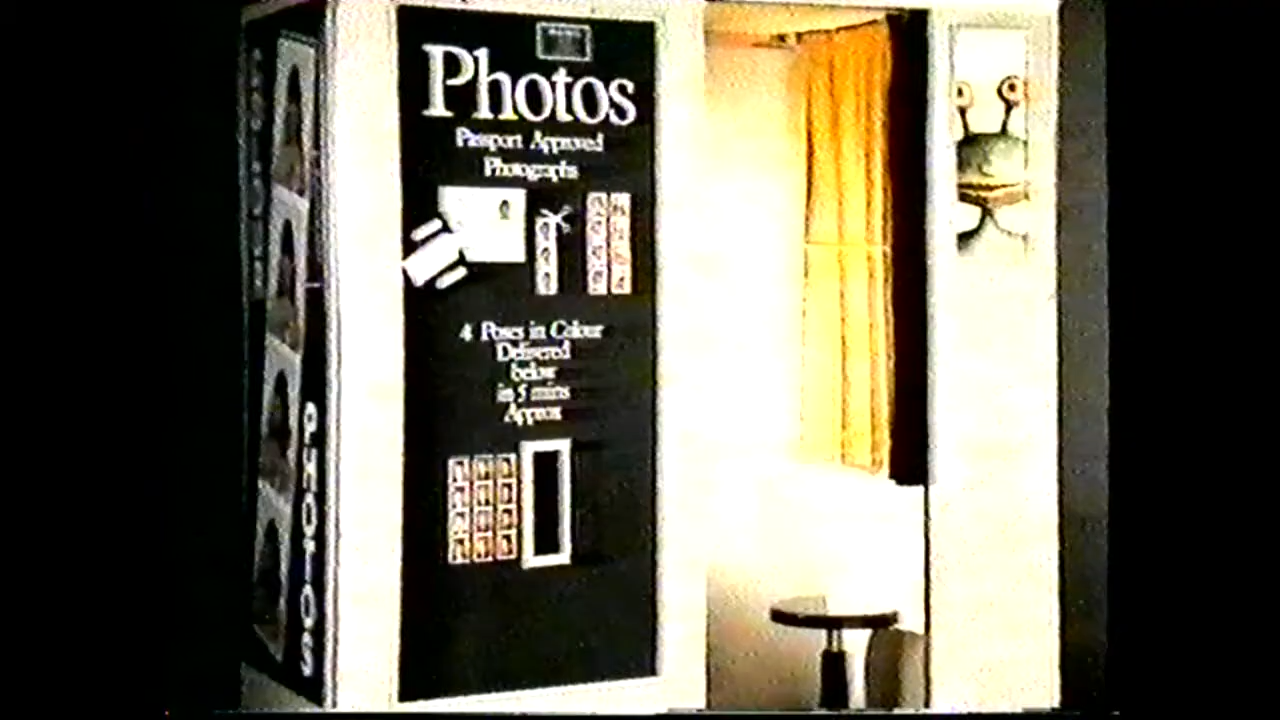 Photos
Passport Approved
Photographs
4 Poses in Colour
Delivered
below
in 5 mins
Approx
PHOTOS